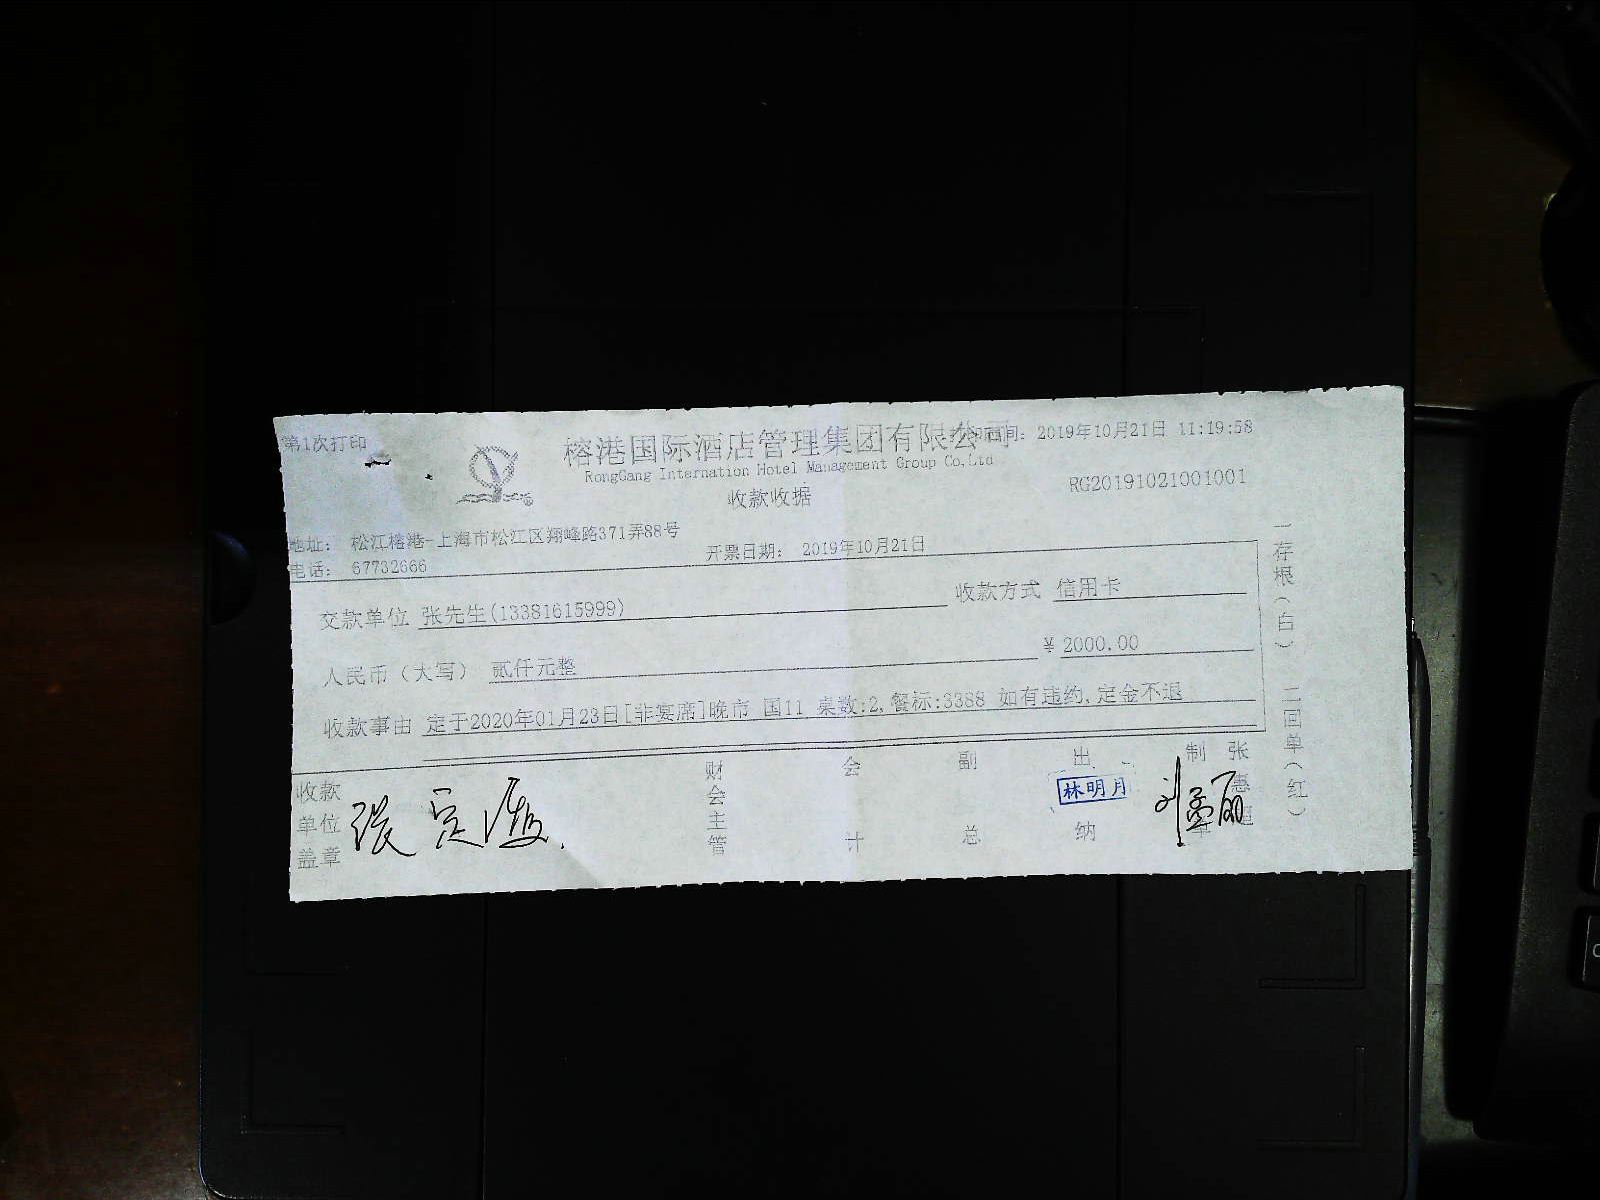 第1次打印
榕港国际酒店管理集团有限公司
打印时间: 2019年10月21日 11:19:58
RongGang Internation Hotel Management Group Co,Ltd
收款收据
RG20191021001001
地址: 松江榕港-上海市松江区翔峰路371弄88号
电话: 67732666
开票日期: 2019年10月21日
交款单位 张先生(13381615999)
收款方式 信用卡
人民币（大写） 贰仟元整
¥ 2000.00
收款事由 定于2020年01月23日[非宴席]晚市 国11 桌数:2,餐标:3388 如有违约,定金不退
收款单位盖章
财会主管
会计
副总
出纳
林明月
制单
一存根（白） 二回单（红）